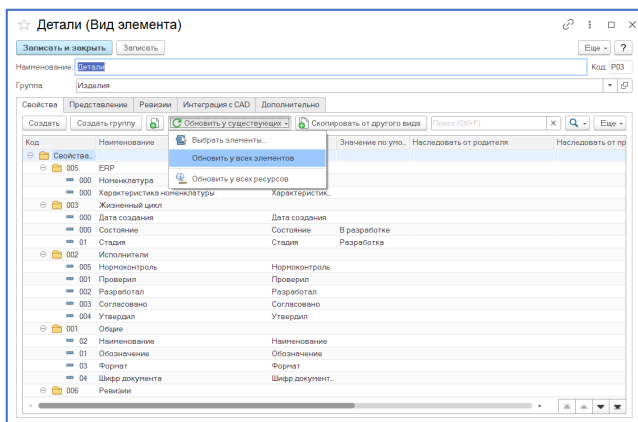 Детали (Вид элемента)
Записать и закрыть Записать Еще ?
Наименование: Детали Код: P03
Группа: Изделия
Свойства Представление Ревизии Интеграция с CAD Дополнительно
Создать Создать группу Обновить у существующих Скопировать от другого вида Поиск (Ctrl+F) × Еще
Код Наименование Значение по умо.. Наследовать от родителя Наследовать от пр
Выбрать элементы...
Обновить у всех элементов
Обновить у всех ресурсов
Свойства..
005 ERP
000 Номенклатура
000 Характеристика номенклатуры Характеристик..
003 Жизненный цикл
000 Дата создания Дата создания
000 Состояние Состояние В разработке
01 Стадия Стадия Разработка
002 Исполнители
005 Нормоконтроль Нормоконтроль
001 Проверил Проверил
002 Разработал Разработал
003 Согласовано Согласовано
004 Утвердил Утвердил
001 Общие
02 Наименование Наименование
01 Обозначение Обозначение
03 Формат Формат
04 Шифр документа Шифр документ..
006 Ревизии